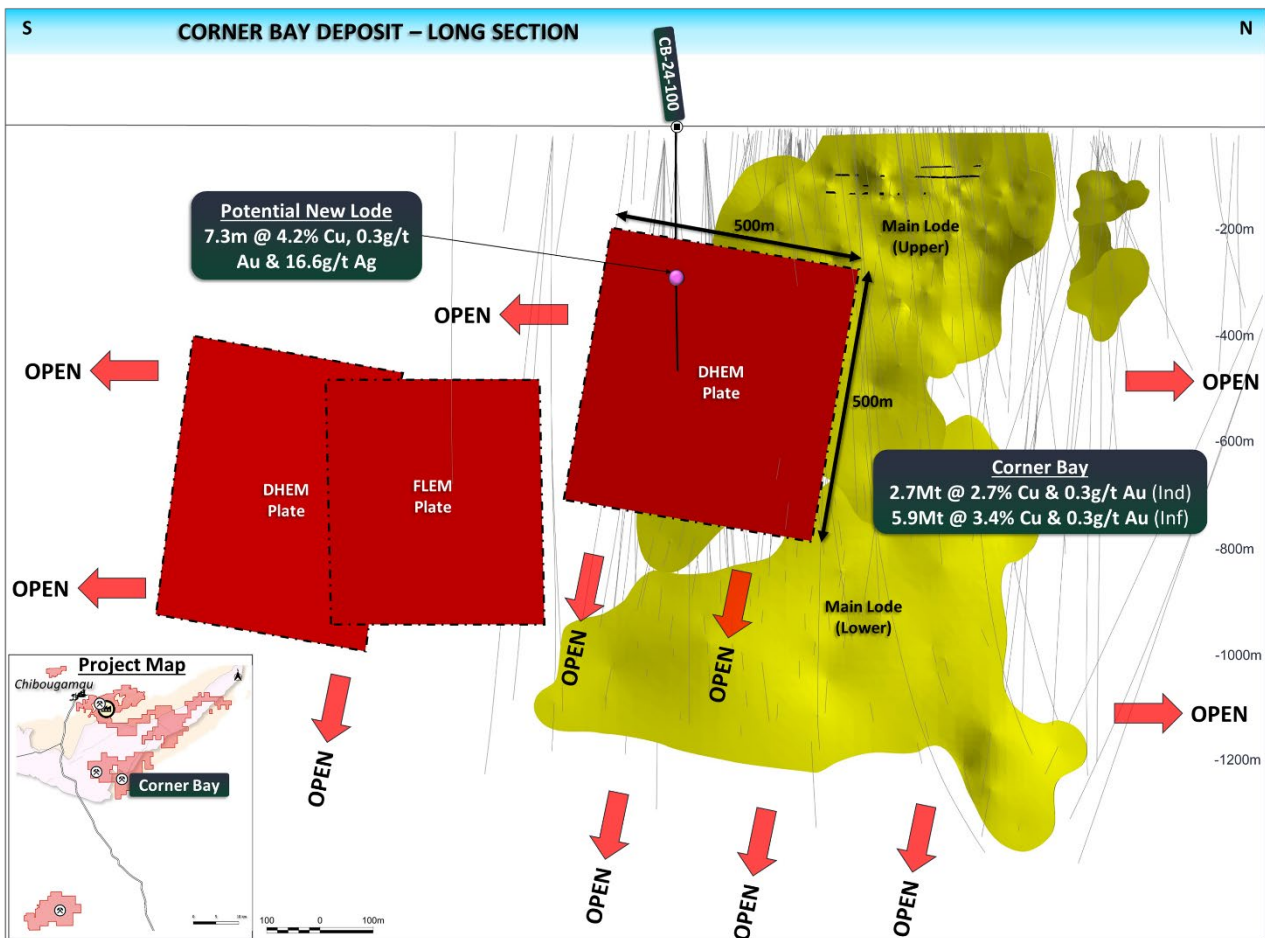 S
CORNER BAY DEPOSIT – LONG SECTION
N
CB-24-100
Potential New Lode
7.3m @ 4.2% Cu, 0.3g/t
Au & 16.6g/t Ag
500m
Main Lode
(Upper)
-200m
OPEN
OPEN
DHEM
Plate
500m
-400m
OPEN
-600m
DHEM
Plate
FLEM
Plate
Corner Bay
2.7Mt @ 2.7% Cu & 0.3g/t Au (Ind)
5.9Mt @ 3.4% Cu & 0.3g/t Au (Inf)
-800m
OPEN
OPEN
OPEN
Main Lode
(Lower)
-1000m
OPEN
-1200m
OPEN
OPEN
OPEN
OPEN
Project Map
Chibougamau
Corner Bay
100
0
100m